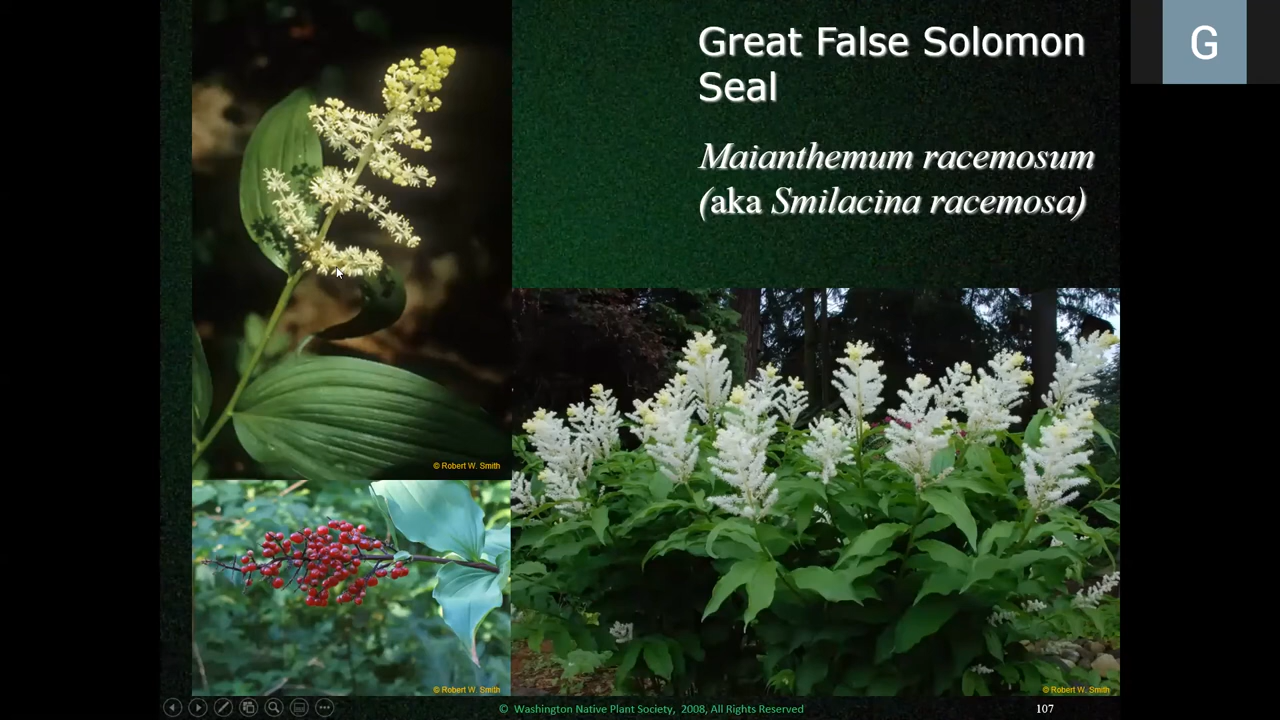 Great False Solomon
Seal
Maianthemum racemosum
(aka Smilacina racemosa)
G
© Robert W. Smith
© Robert W. Smith
© Robert W. Smith
© Washington Native Plant Society, 2008, All Rights Reserved
107